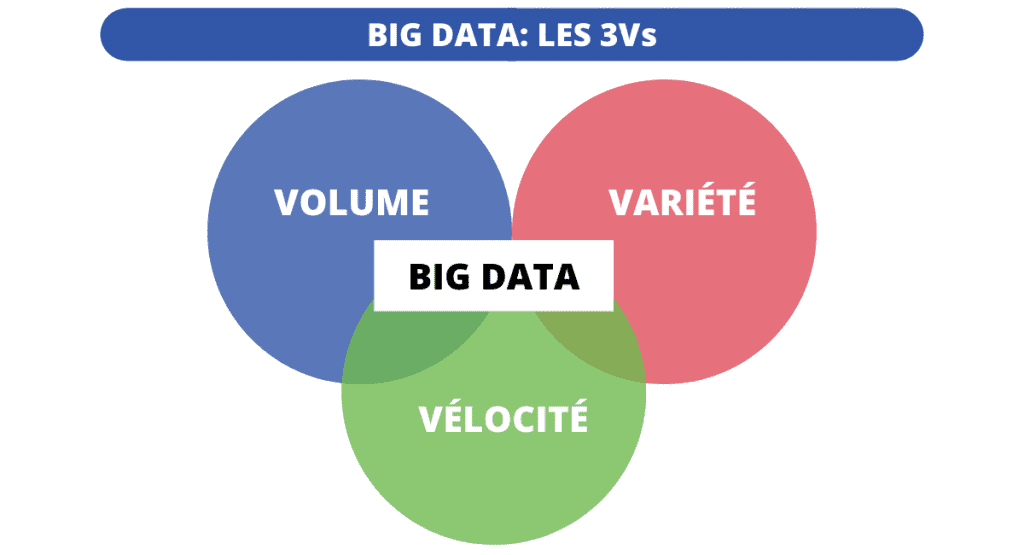 BIG DATA: LES 3Vs
VOLUME
VARIÉTÉ
BIG DATA
VÉLOCITÉ